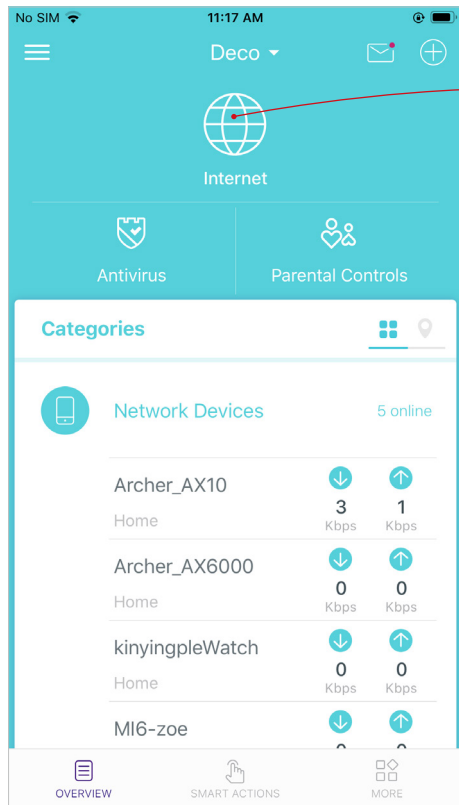 No SIM 11:17 AM
Deco
Internet
Antivirus Parental Controls
Categories
Network Devices 5 online
Archer_AX10 3 1
Home Kbps Kbps
Archer_AX6000 0 0
Home Kbps Kbps
kinyingpleWatch 0 0
Home Kbps Kbps
MI6-zoe
OVERVIEW SMART ACTIONS MORE